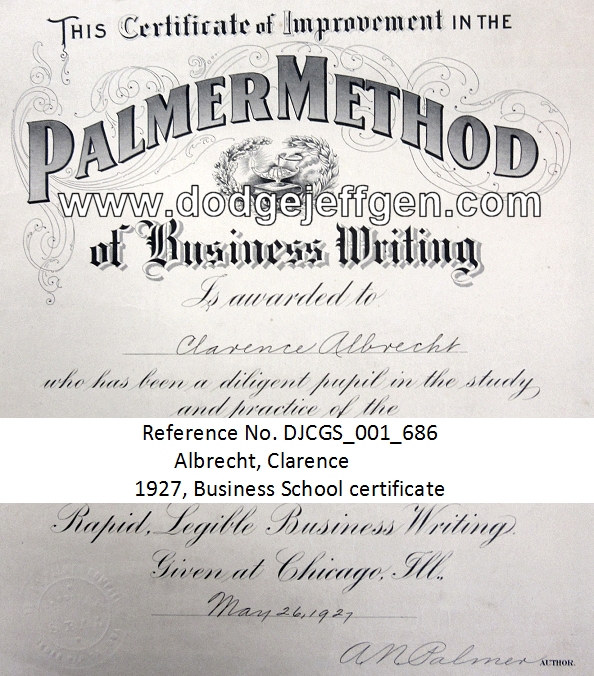 THIS Certificate of Improvement IN THE
PALMER METHOD
www.dodgejeffgen.com
of Business Writing
Is awarded to
Clarence Albrecht
who has been a diligent pupil in the study
and practice of the
Reference No. DJCGS_001_686
Albrecht, Clarence
1927, Business School certificate
Rapid, Legible Business Writing.
Given at Chicago, Ill.,
May 26, 1927
A N Palmer AUTHOR.